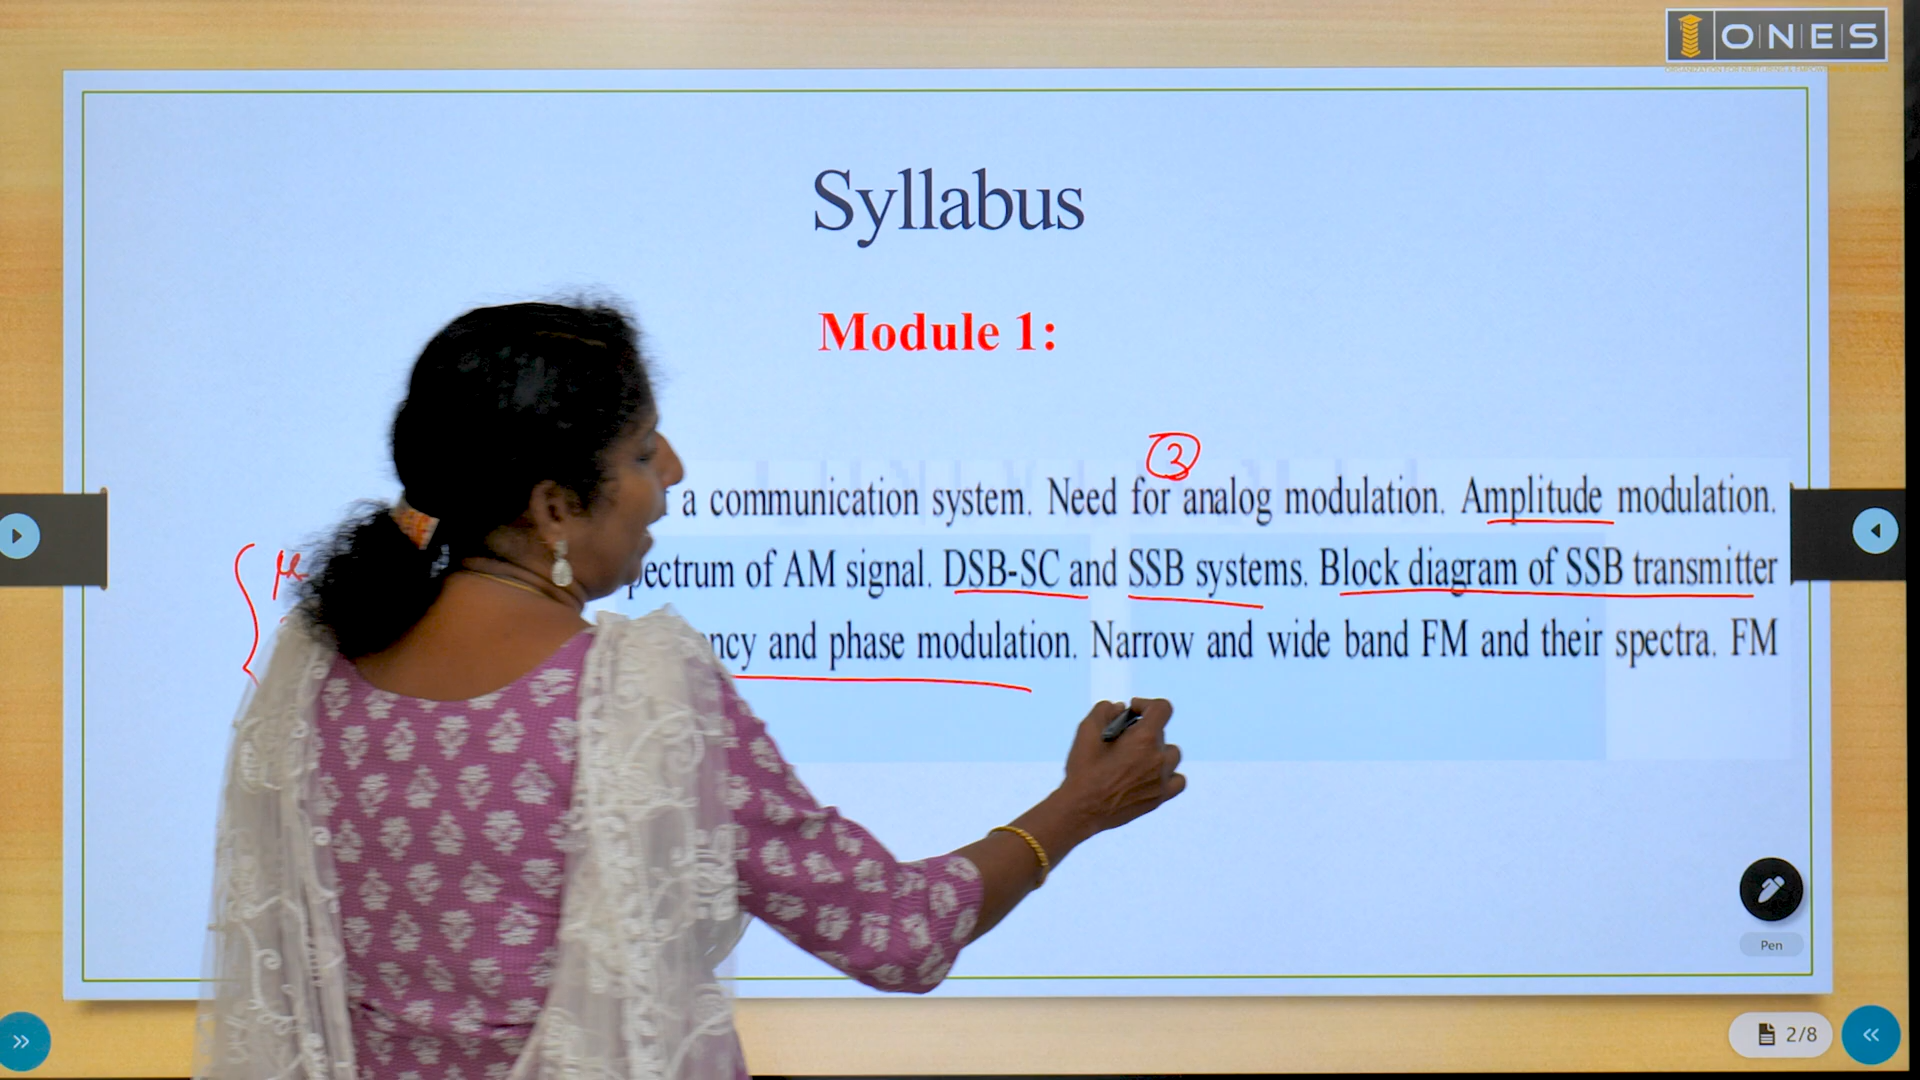 ONES
Syllabus
Module 1:
3
a communication system. Need for analog modulation. Amplitude modulation.
μ
pectrum of AM signal. DSB-SC and SSB systems. Block diagram of SSB transmitter
ncy and phase modulation. Narrow and wide band FM and their spectra. FM
Pen
2/8